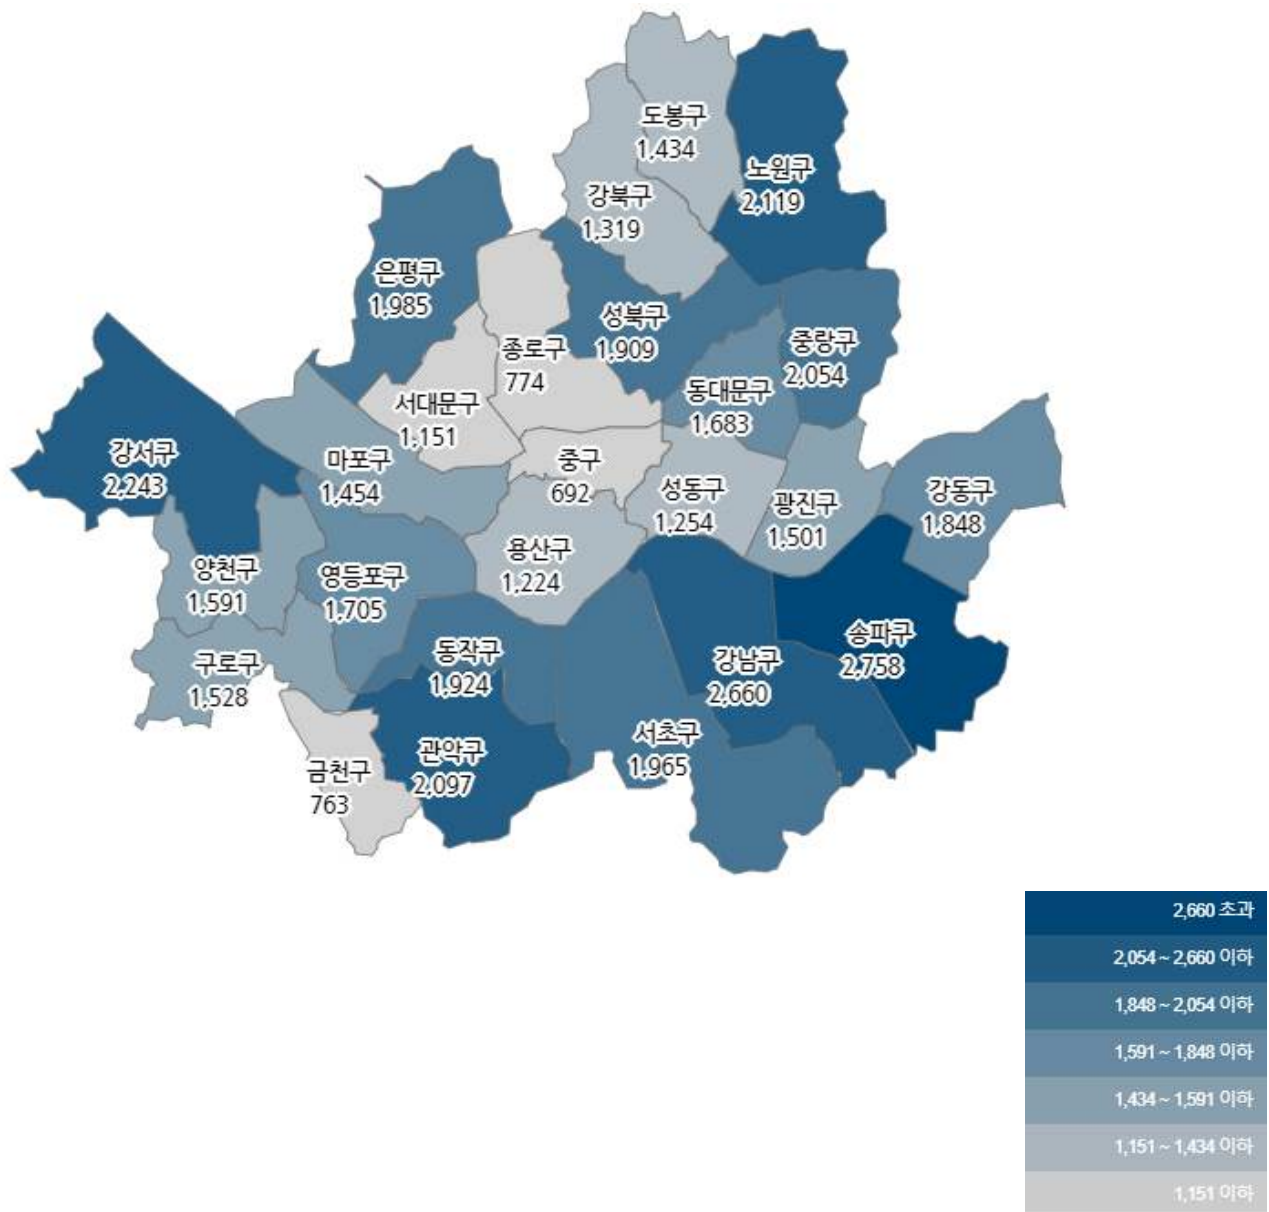 도봉구
1,434
노원구
2,119
강북구
1,319
은평구
1,985
성북구
1,909
중랑구
2,054
종로구
774
동대문구
1,683
서대문구
1,151
강서구
2,243
마포구
1,454
중구
692
성동구
1,254
광진구
1,501
강동구
1,848
용산구
1,224
양천구
1,591
영등포구
1,705
송파구
2,758
동작구
1,924
강남구
2,660
구로구
1,528
서초구
1,965
관악구
2,097
금천구
763
2,660 초과
2,054 ~ 2,660 이하
1,848 ~ 2,054 이하
1,591 ~ 1,848 이하
1,434 ~ 1,591 이하
1,151 ~ 1,434 이하
1,151 이하